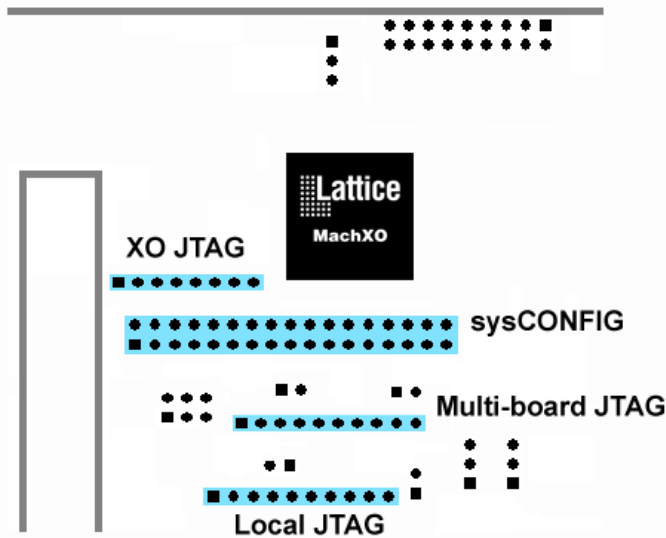 Lattice
MachXO
XO JTAG
sysCONFIG
Multi-board JTAG
Local JTAG